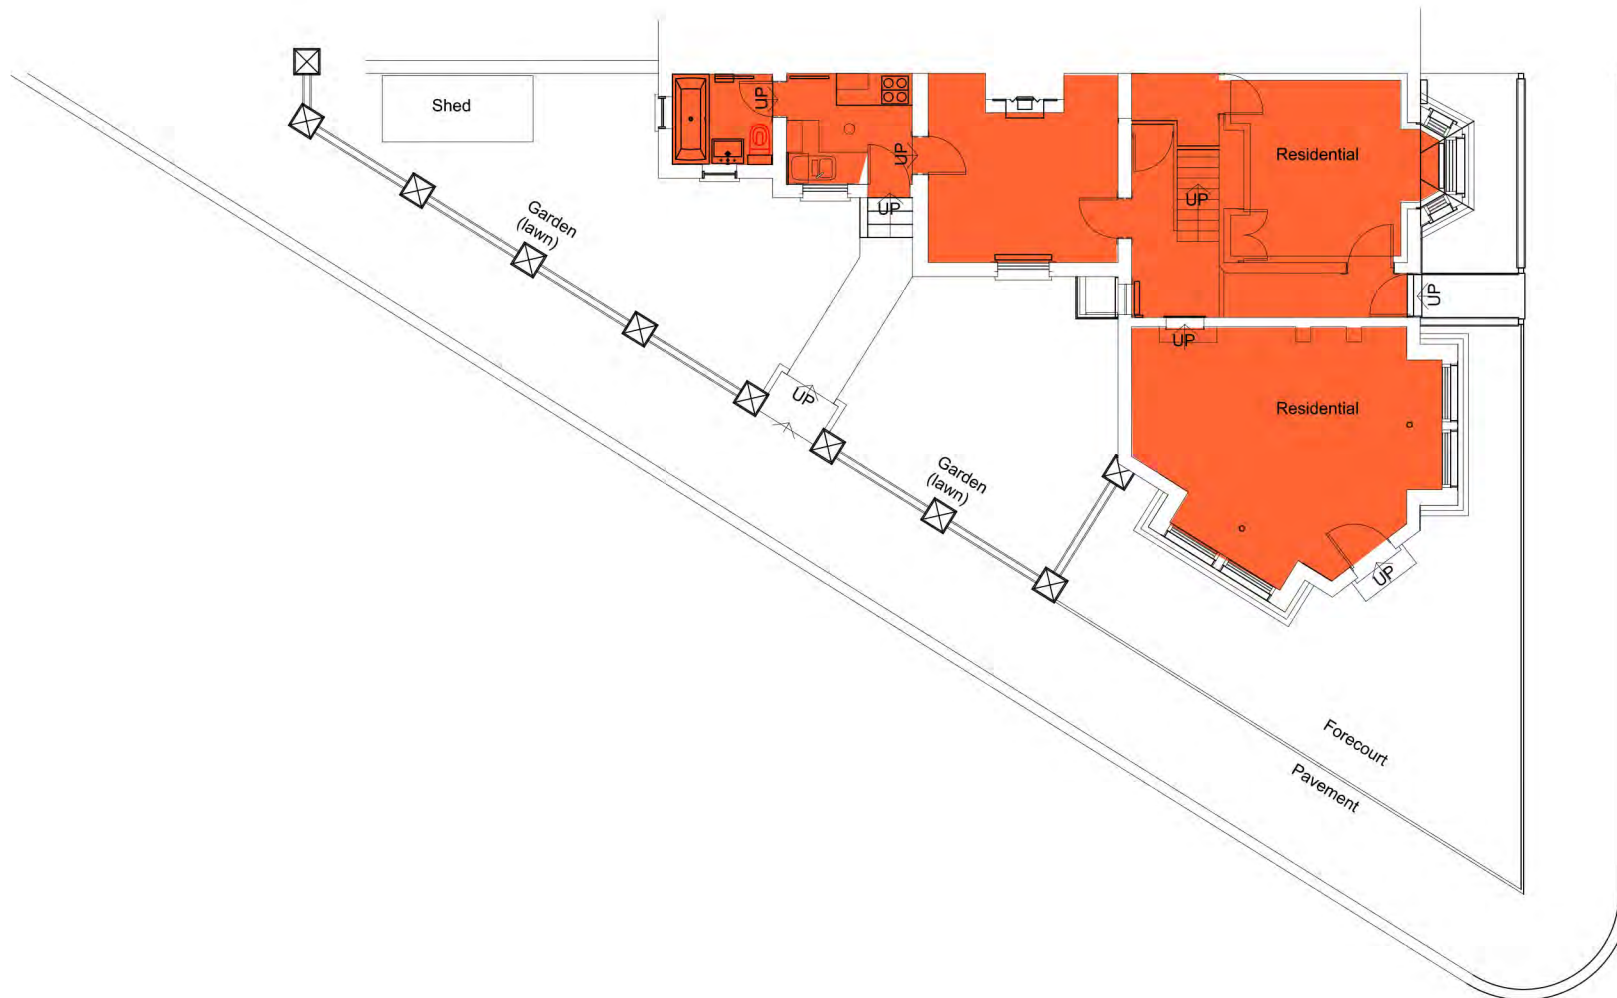 Shed
UP
UP
Residential
UP
UP
Garden
(lawn)
UP
UP
UP
Residential
Garden
(lawn)
UP
Forecourt
Pavement